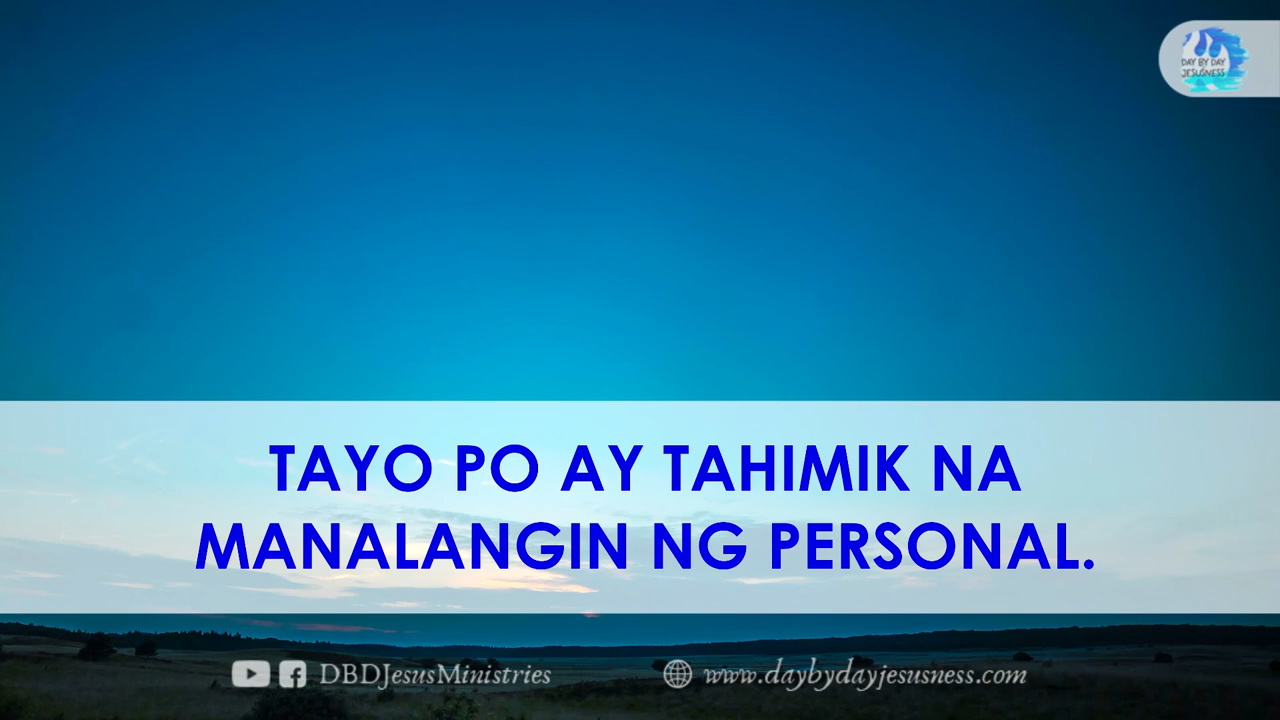 DAY BY DAY
JESUSNESS
TAYO PO AY TAHIMIK NA
MANALANGIN NG PERSONAL.
DBDJesusMinistries
www.daybydayjesusness.com